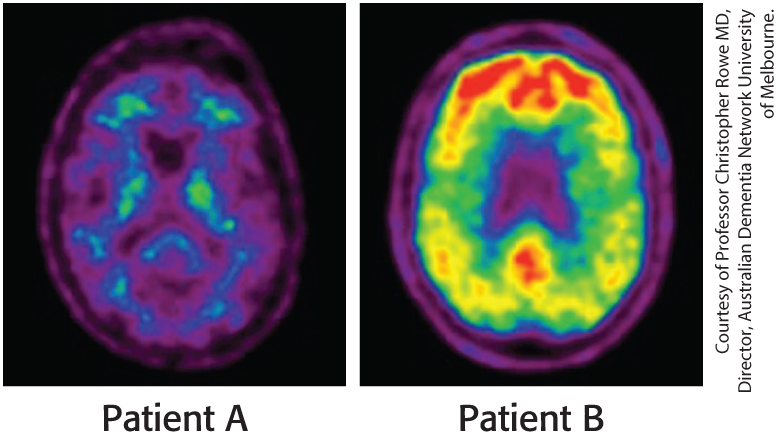 Patient A
Patient B
Courtesy of Professor Christopher Rowe MD,
Director, Australian Dementia Network University
of Melbourne.